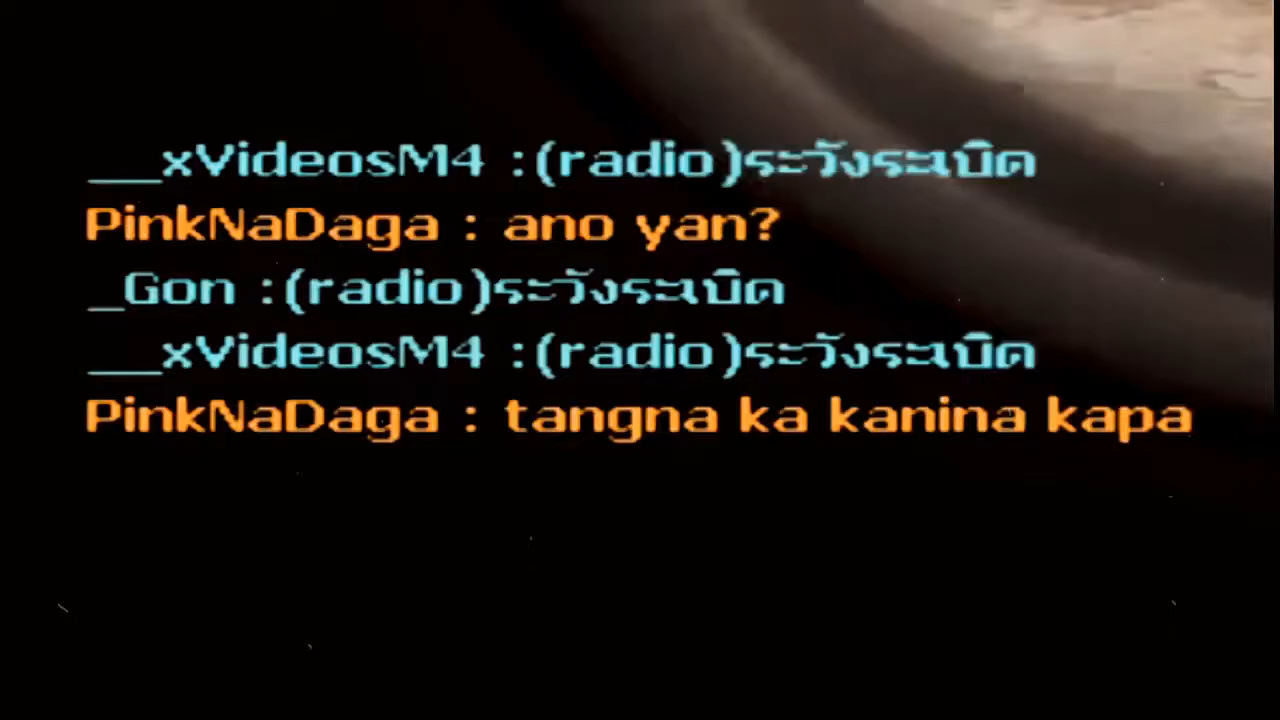 __xVideosM4 :(radio)ระวังระเบิด
PinkNaDaga : ano yan?
_Gon :(radio)ระวังระเบิด
__xVideosM4 :(radio)ระวังระเบิด
PinkNaDaga : tangna ka kanina kapa